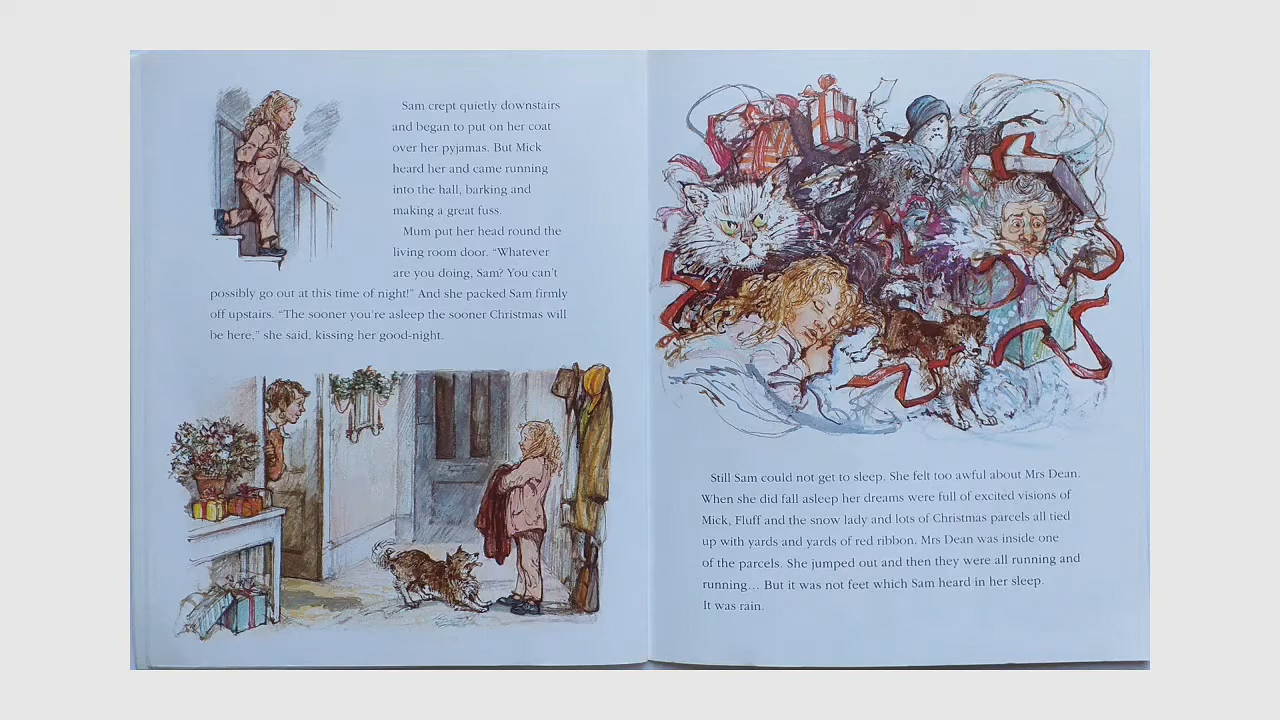 Sam crept quietly downstairs
and began to put on her coat
over her pyjamas. But Mick
heard her and came running
into the hall, barking and
making a great fuss.
Mum put her head round the
living room door. “Whatever
are you doing, Sam? You can't
possibly go out at this time of night!” And she packed Sam firmly
off upstairs. “The sooner you're asleep the sooner Christmas will
be here,” she said, kissing her good-night.
Still Sam could not get to sleep. She felt too awful about Mrs Dean.
When she did fall asleep her dreams were full of excited visions of
Mick, Fluff and the snow lady and lots of Christmas parcels all tied
up with yards and yards of red ribbon. Mrs Dean was inside one
of the parcels. She jumped out and then they were all running and
running... But it was not feet which Sam heard in her sleep.
It was rain.